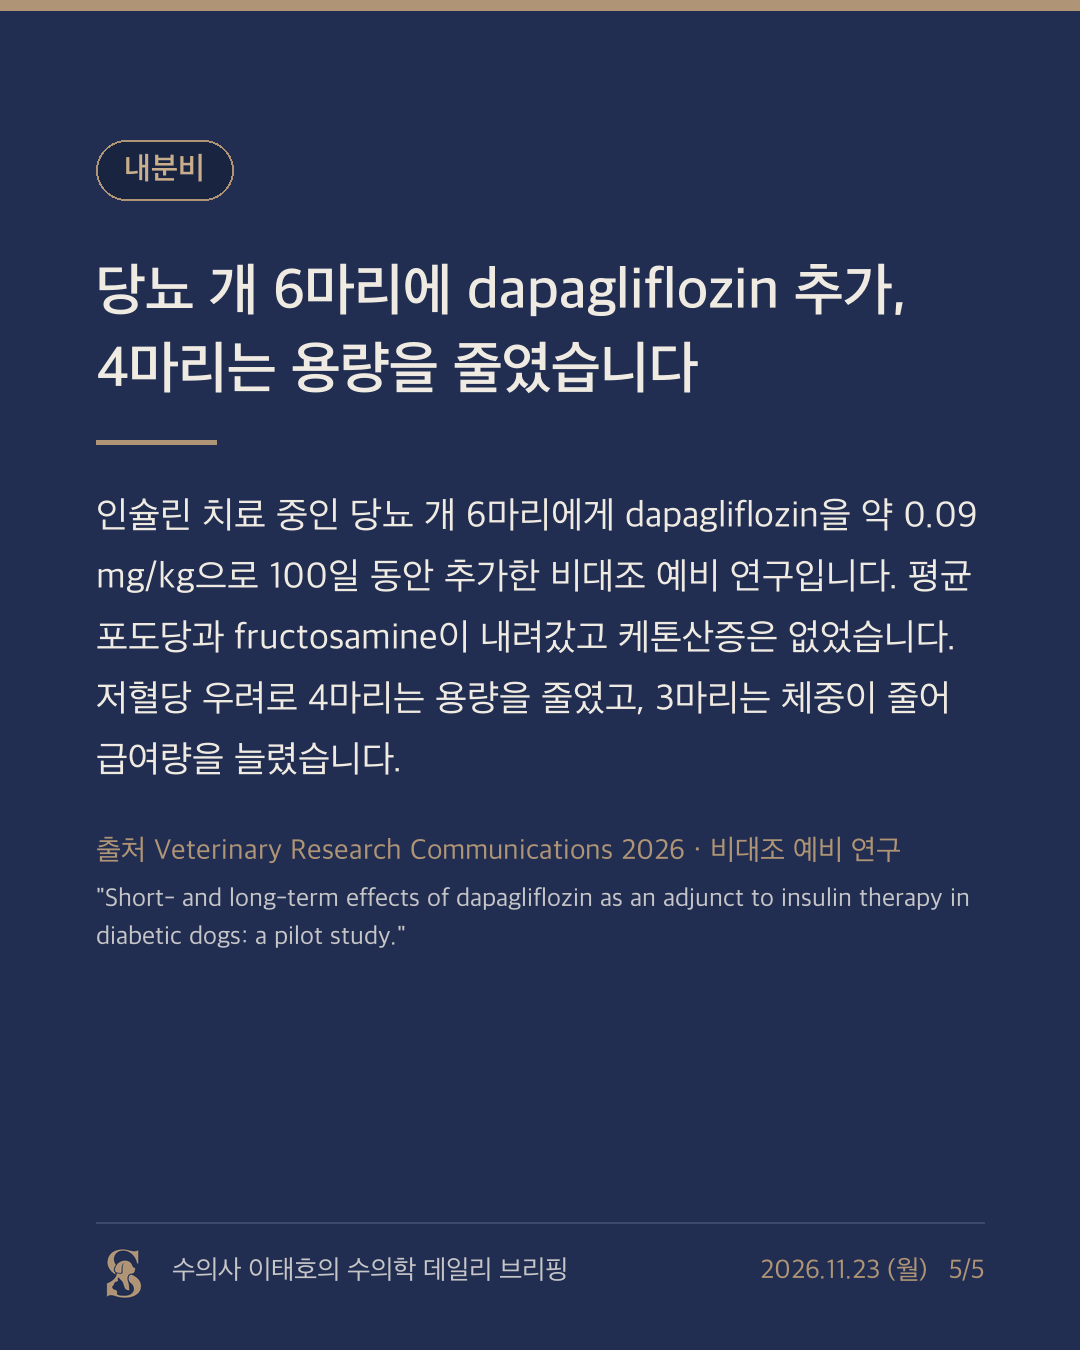 내분비
당뇨 개 6마리에 dapagliflozin 추가,
4마리는 용량을 줄였습니다
인슐린 치료 중인 당뇨 개 6마리에게 dapagliflozin을 약 0.09
mg/kg으로 100일 동안 추가한 비대조 예비 연구입니다. 평균
포도당과 fructosamine이 내려갔고 케톤산증은 없었습니다.
저혈당 우려로 4마리는 용량을 줄였고, 3마리는 체중이 줄어
급여량을 늘렸습니다.
출처 Veterinary Research Communications 2026 · 비대조 예비 연구
"Short- and long-term effects of dapagliflozin as an adjunct to insulin therapy in
diabetic dogs: a pilot study."
수의사 이태호의 수의학 데일리 브리핑 2026.11.23 (월) 5/5